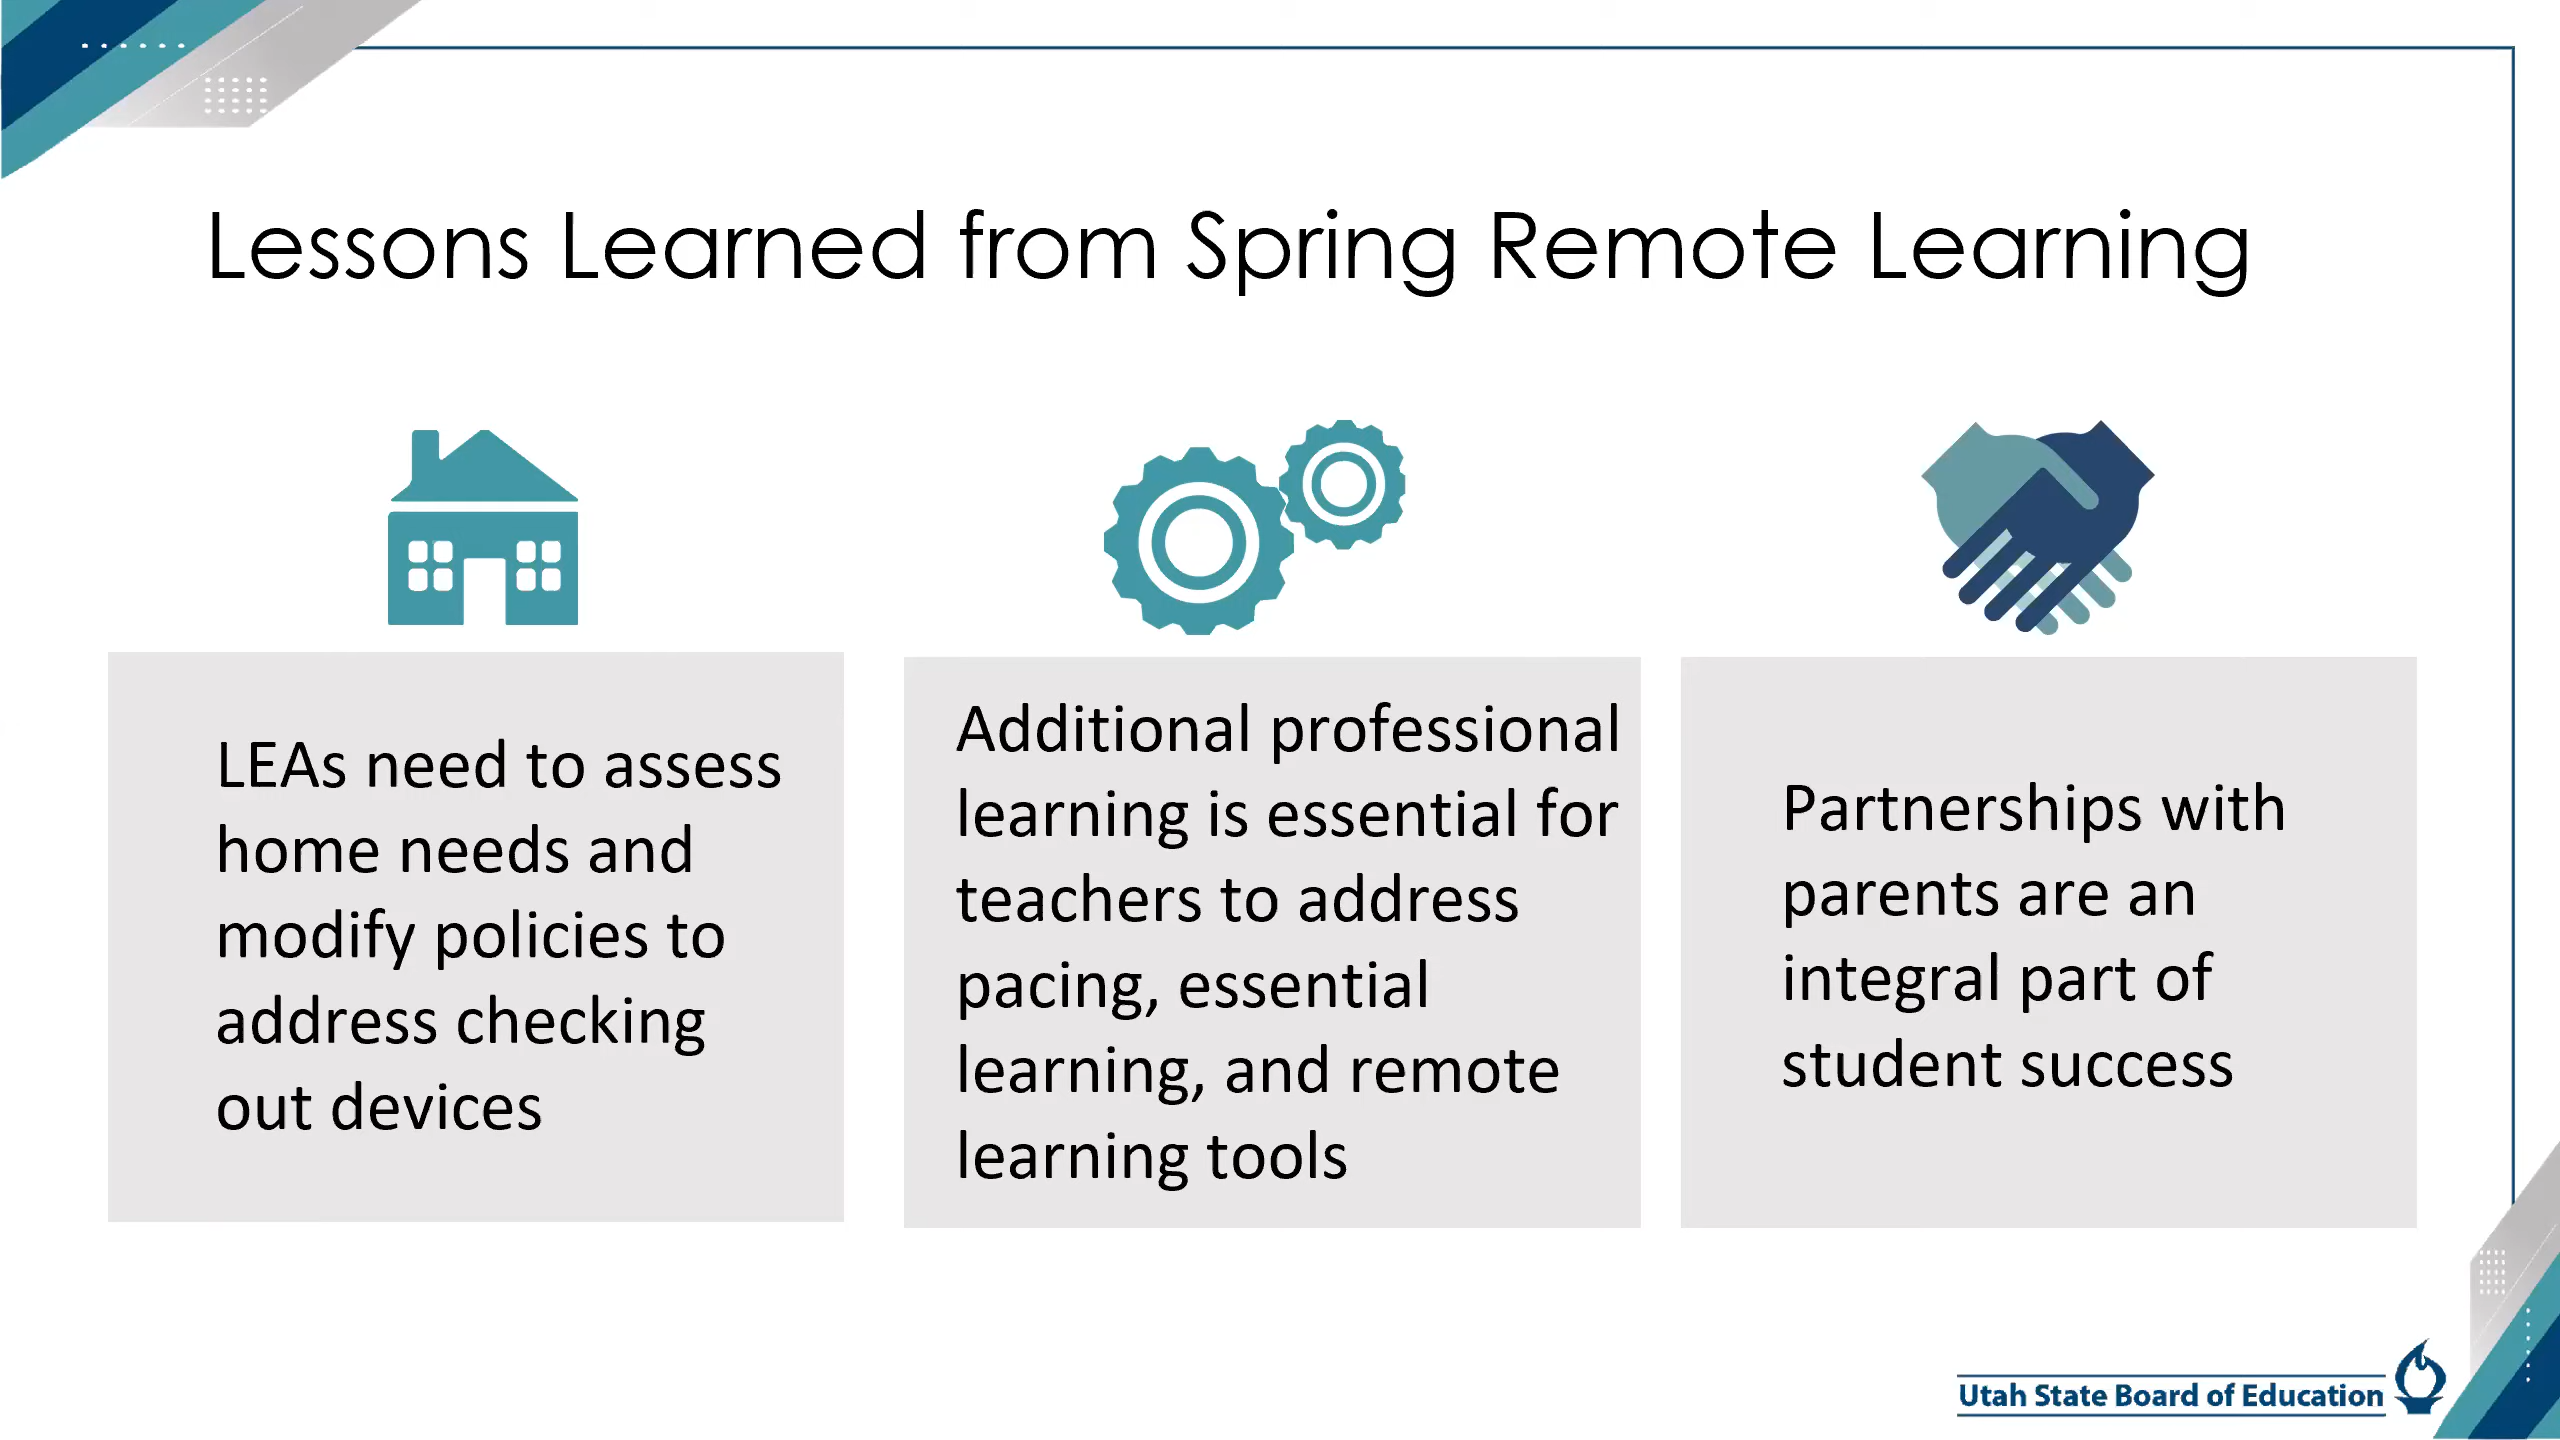 Lessons Learned from Spring Remote Learning
LEAs need to assess
home needs and
modify policies to
address checking
out devices
Additional professional
learning is essential for
teachers to address
pacing, essential
learning, and remote
learning tools
Partnerships with
parents are an
integral part of
student success
Utah State Board of Education